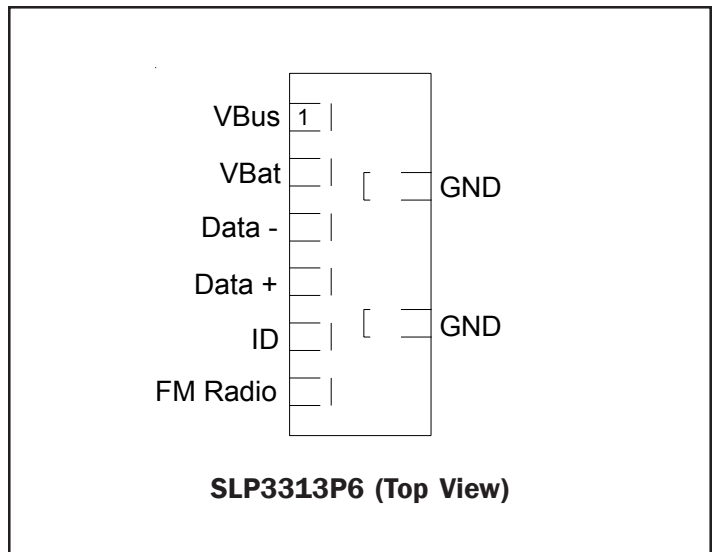 VBus 1
VBat
GND
Data -
Data +
GND
ID
FM Radio
SLP3313P6 (Top View)